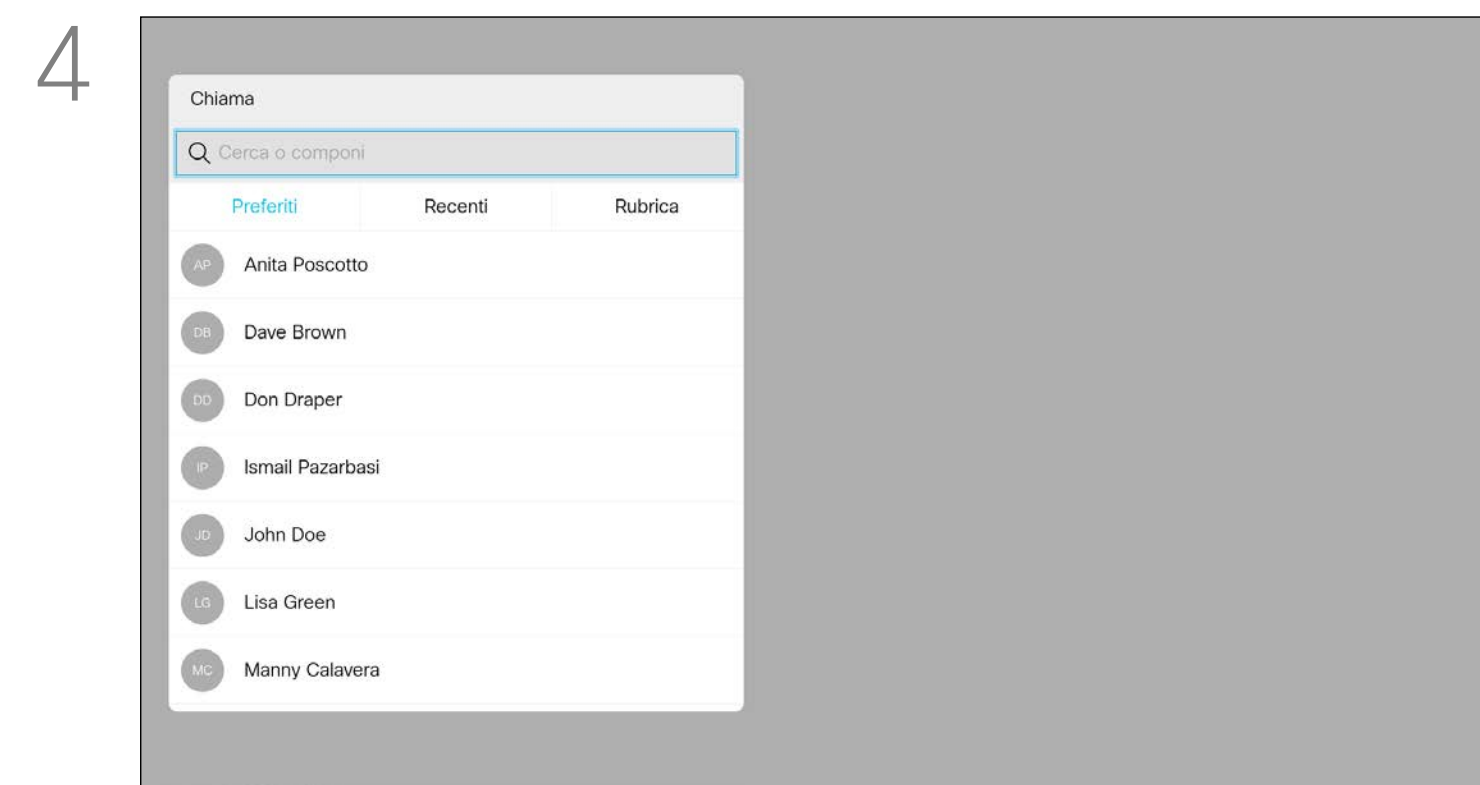 4
Chiama
Cerca o componi
Preferiti Recenti Rubrica
AP Anita Poscotto
DB Dave Brown
DD Don Draper
IP Ismail Pazarbasi
JD John Doe
LG Lisa Green
MC Manny Calavera